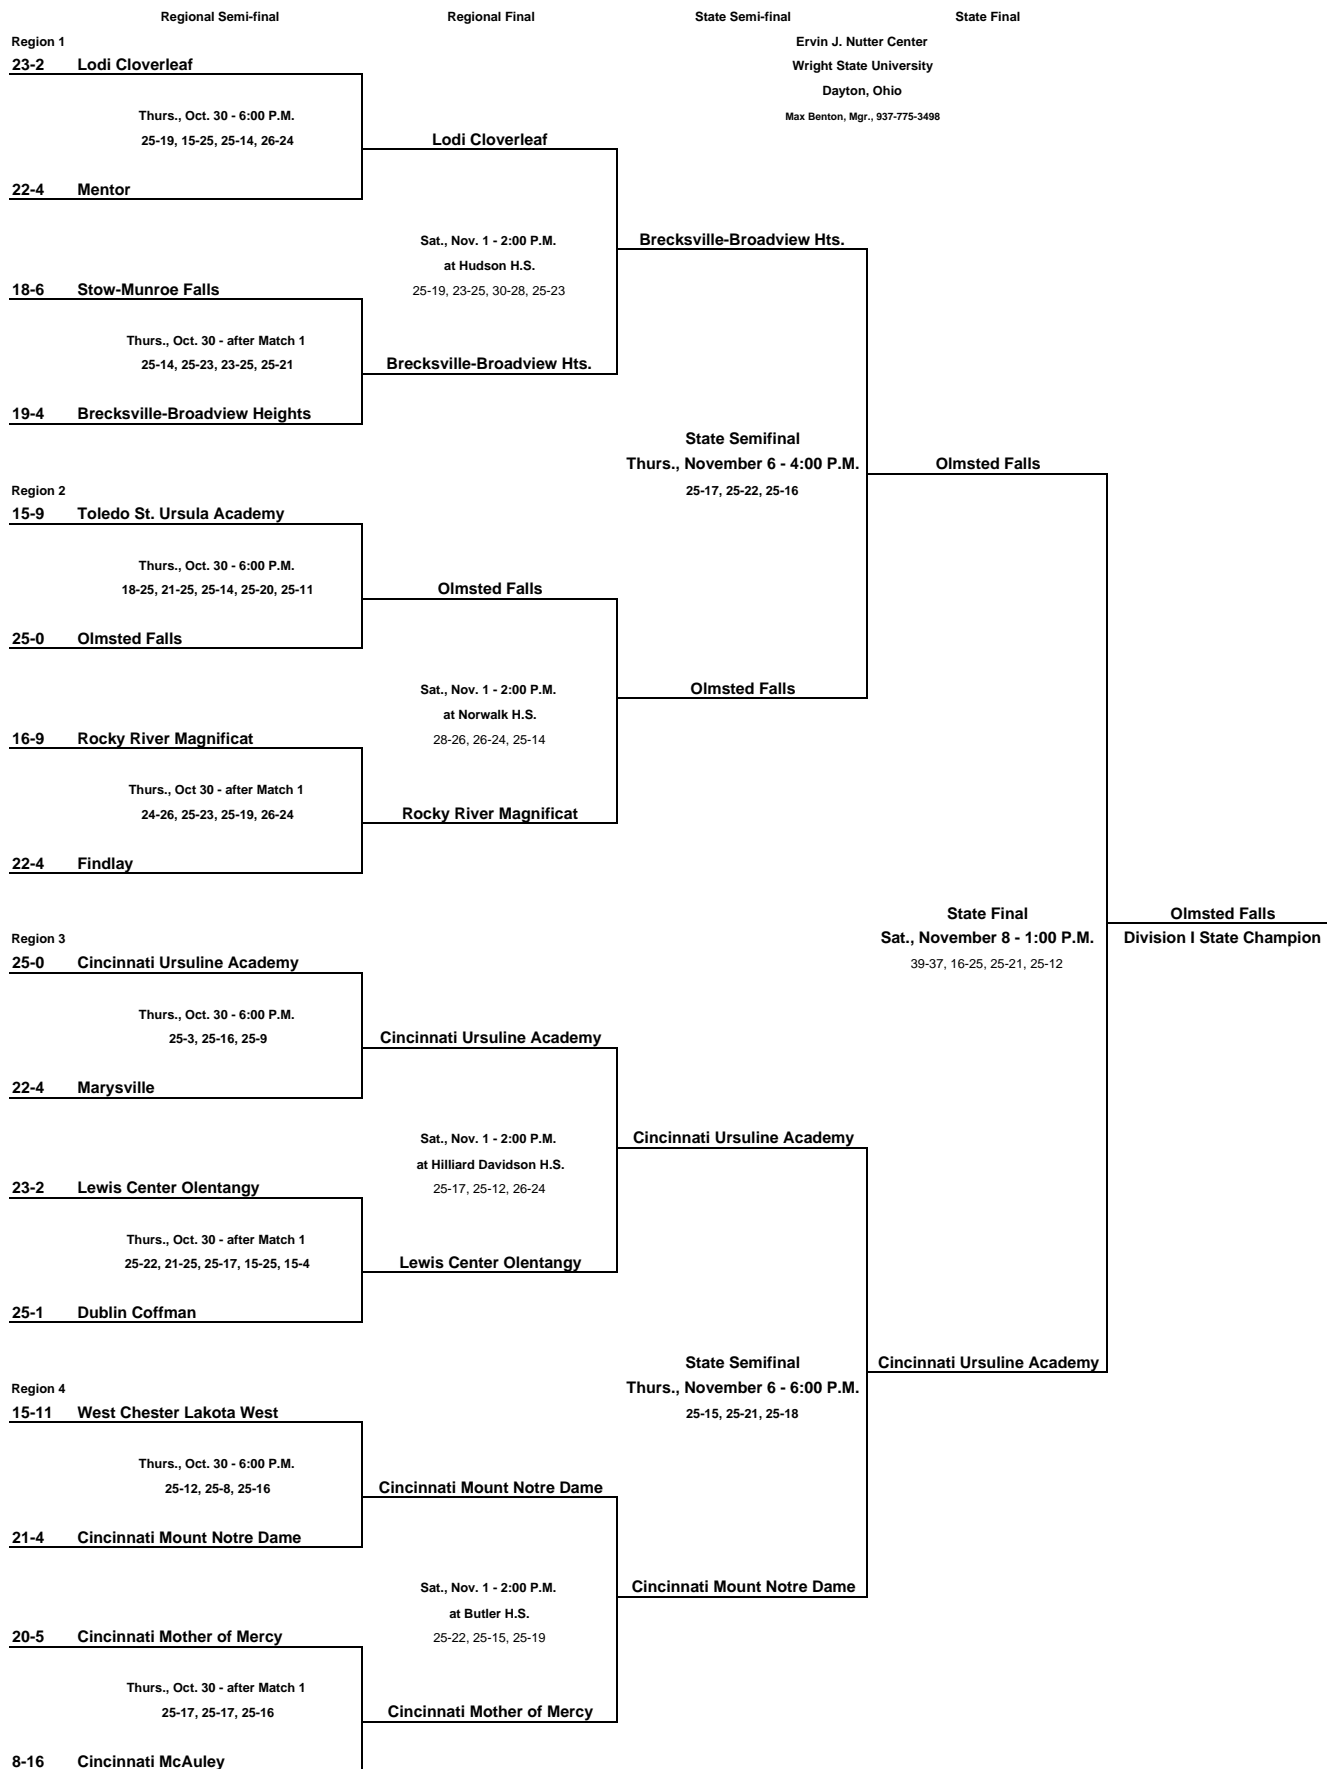 Regional Semi-final Regional Final State Semi-final State Final
Region 1 Ervin J. Nutter Center
23-2 Lodi Cloverleaf Wright State University
Dayton, Ohio
Thurs., Oct. 30 - 6:00 P.M. Max Benton, Mgr., 937-775-3498
25-19, 15-25, 25-14, 26-24 Lodi Cloverleaf
22-4 Mentor
Sat., Nov. 1 - 2:00 P.M. Brecksville-Broadview Hts.
at Hudson H.S.
18-6 Stow-Munroe Falls 25-19, 23-25, 30-28, 25-23
Thurs., Oct. 30 - after Match 1
25-14, 25-23, 23-25, 25-21 Brecksville-Broadview Hts.
19-4 Brecksville-Broadview Heights
State Semifinal
Thurs., November 6 - 4:00 P.M. Olmsted Falls
Region 2 25-17, 25-22, 25-16
15-9 Toledo St. Ursula Academy
Thurs., Oct. 30 - 6:00 P.M.
18-25, 21-25, 25-14, 25-20, 25-11 Olmsted Falls
25-0 Olmsted Falls
Sat., Nov. 1 - 2:00 P.M. Olmsted Falls
at Norwalk H.S.
16-9 Rocky River Magnificat 28-26, 26-24, 25-14
Thurs., Oct 30 - after Match 1
24-26, 25-23, 25-19, 26-24 Rocky River Magnificat
22-4 Findlay
State Final Olmsted Falls
Region 3 Sat., November 8 - 1:00 P.M. Division I State Champion
25-0 Cincinnati Ursuline Academy 39-37, 16-25, 25-21, 25-12
Thurs., Oct. 30 - 6:00 P.M.
25-3, 25-16, 25-9 Cincinnati Ursuline Academy
22-4 Marysville
Sat., Nov. 1 - 2:00 P.M. Cincinnati Ursuline Academy
at Hilliard Davidson H.S.
23-2 Lewis Center Olentangy 25-17, 25-12, 26-24
Thurs., Oct. 30 - after Match 1
25-22, 21-25, 25-17, 15-25, 15-4 Lewis Center Olentangy
25-1 Dublin Coffman
State Semifinal Cincinnati Ursuline Academy
Region 4 Thurs., November 6 - 6:00 P.M.
15-11 West Chester Lakota West 25-15, 25-21, 25-18
Thurs., Oct. 30 - 6:00 P.M.
25-12, 25-8, 25-16 Cincinnati Mount Notre Dame
21-4 Cincinnati Mount Notre Dame
Sat., Nov. 1 - 2:00 P.M. Cincinnati Mount Notre Dame
at Butler H.S.
20-5 Cincinnati Mother of Mercy 25-22, 25-15, 25-19
Thurs., Oct. 30 - after Match 1
25-17, 25-17, 25-16 Cincinnati Mother of Mercy
8-16 Cincinnati McAuley